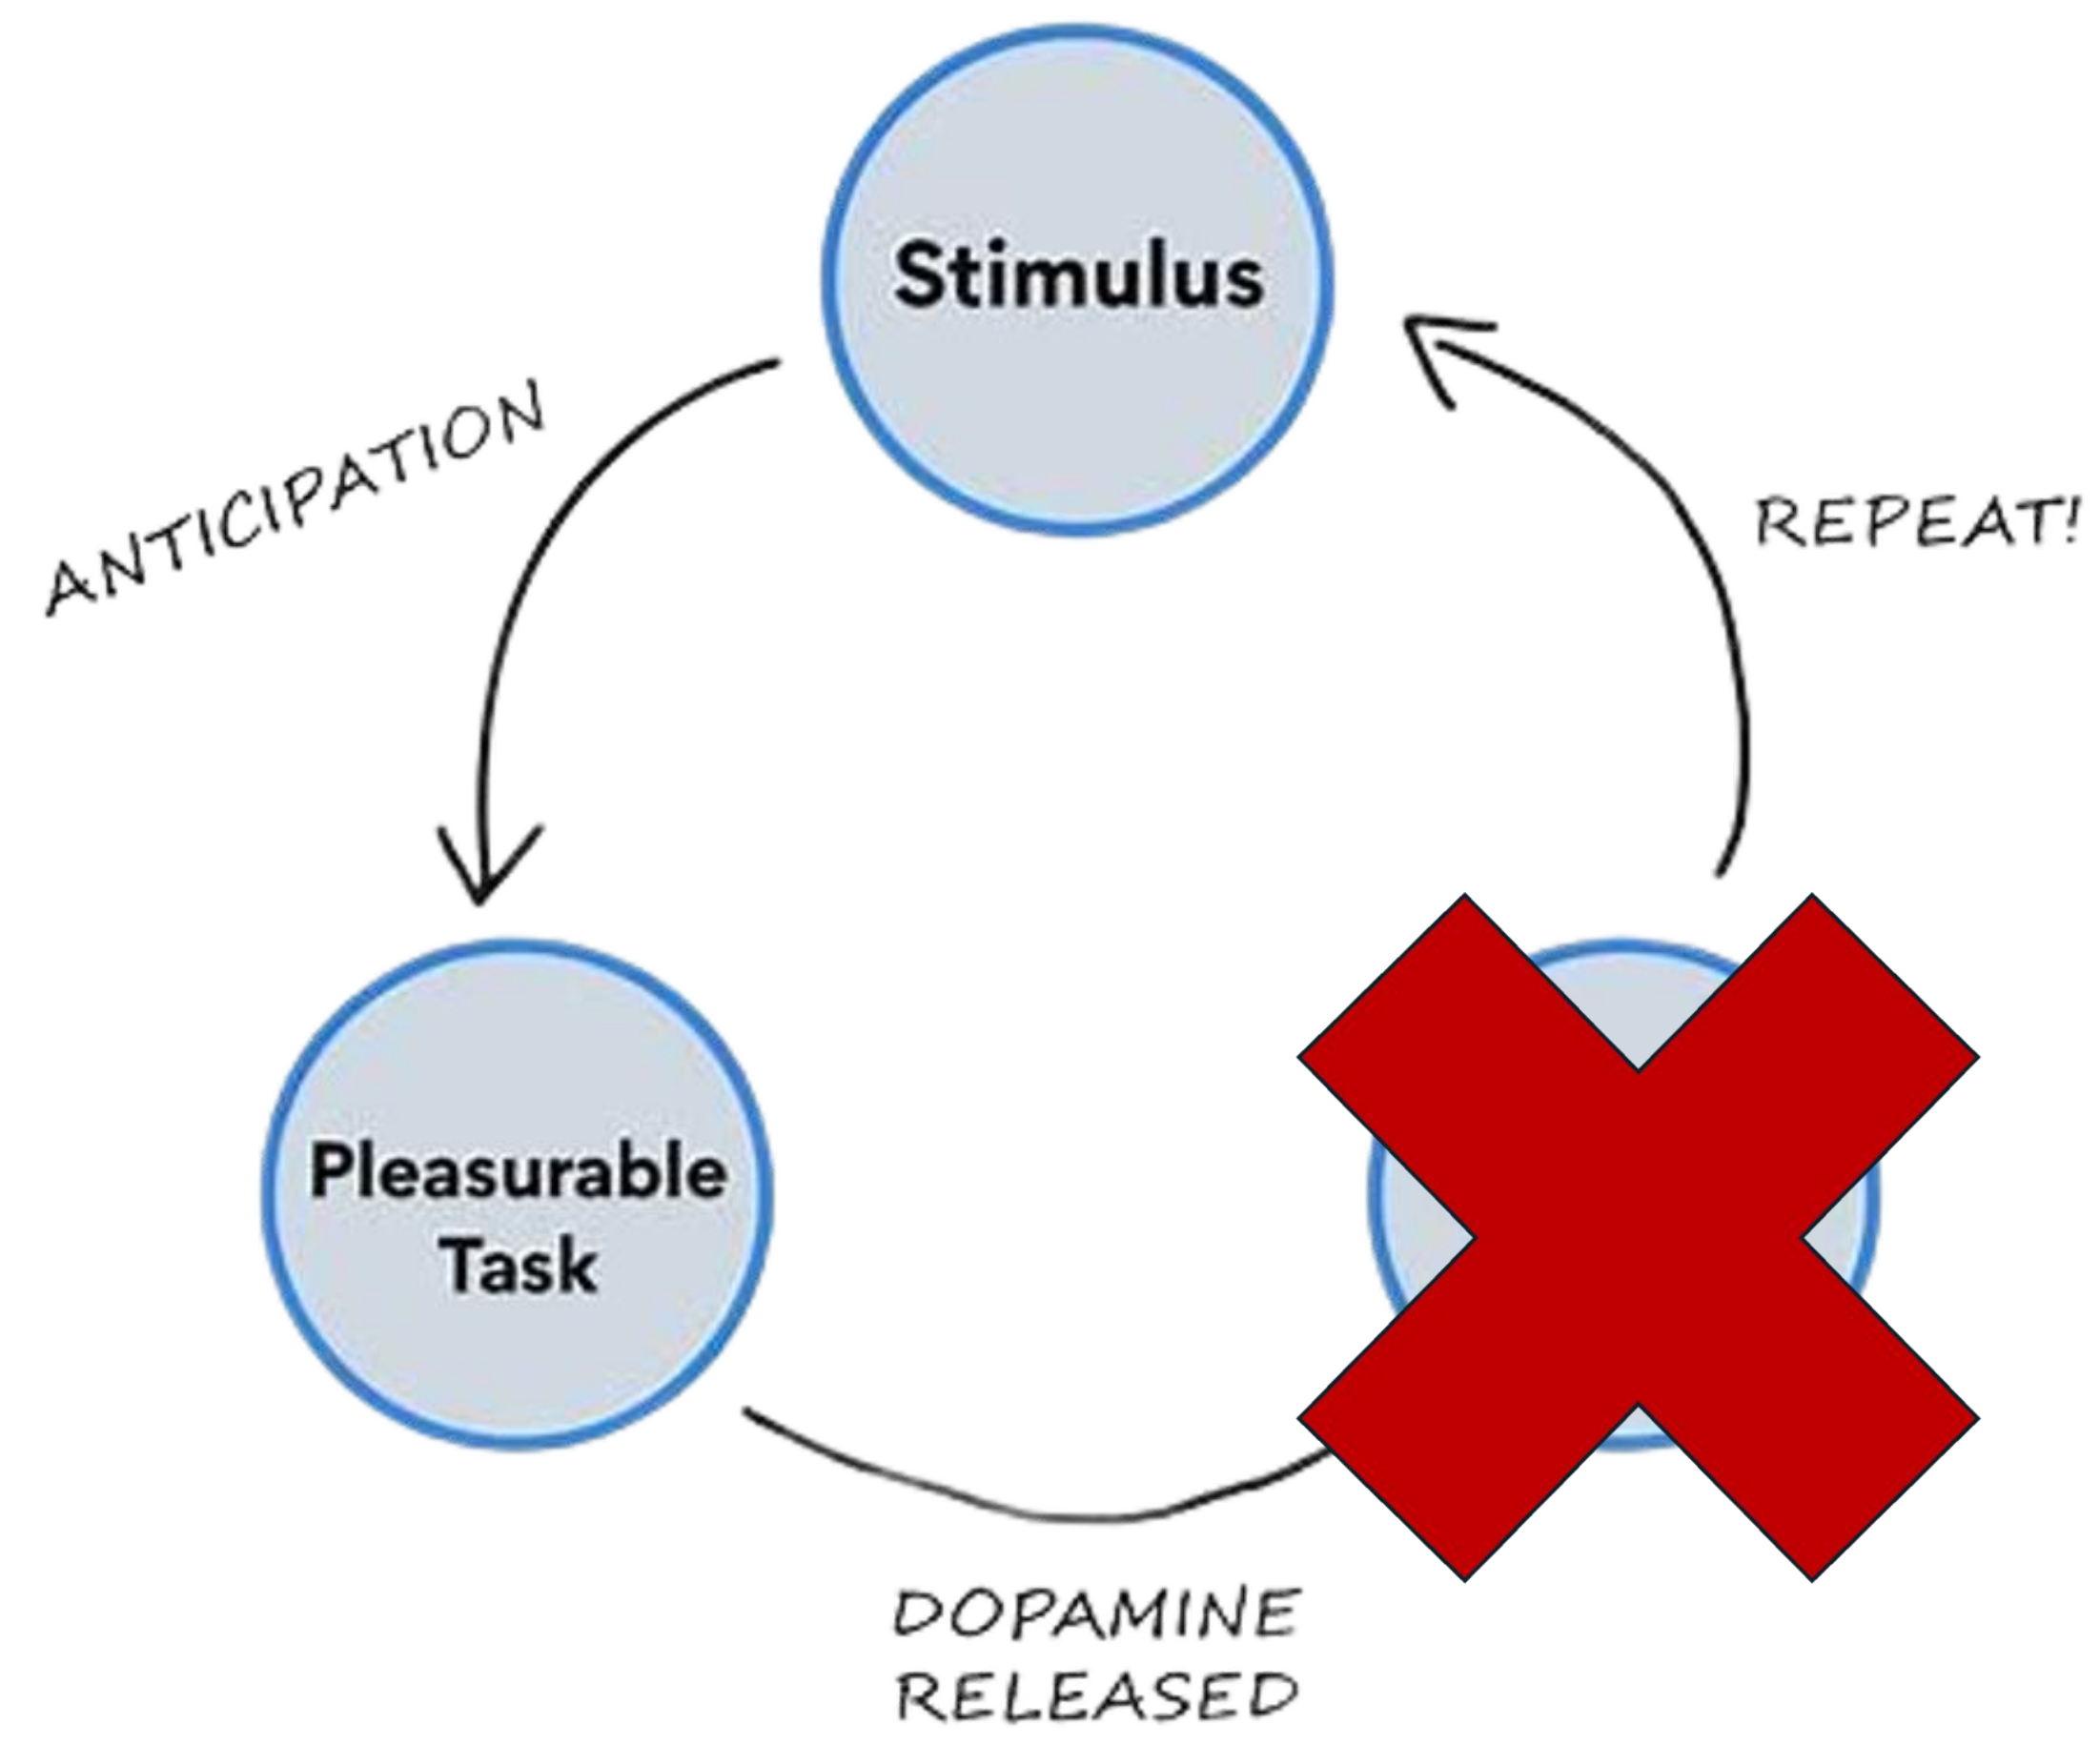 Stimulus
ANTICIPATION
REPEAT!
Pleasurable
Task
DOPAMINE
RELEASED